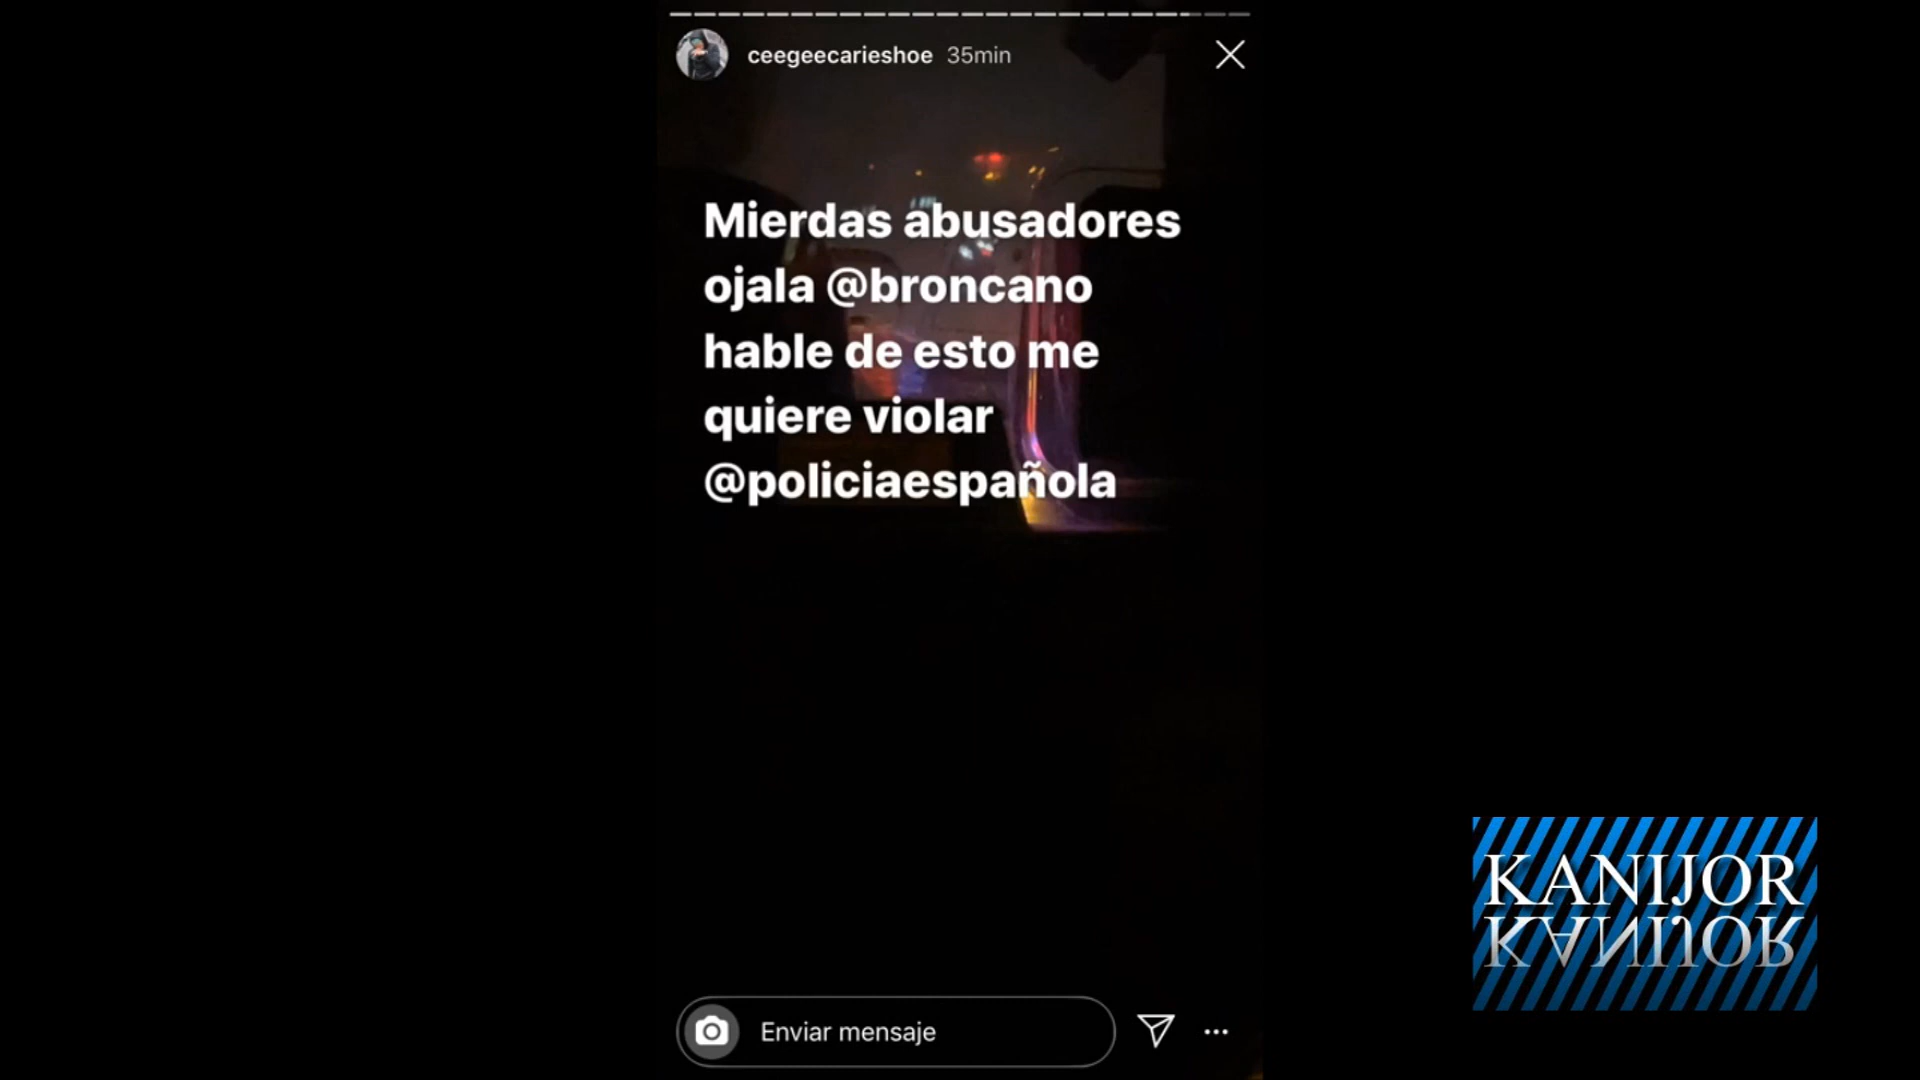 ceegeecarieshoe 35min
Mierdas abusadores
ojala @broncano
hable de esto me
quiere violar
@policiaespañola
Enviar mensaje
KANIJOR
KANIJOR